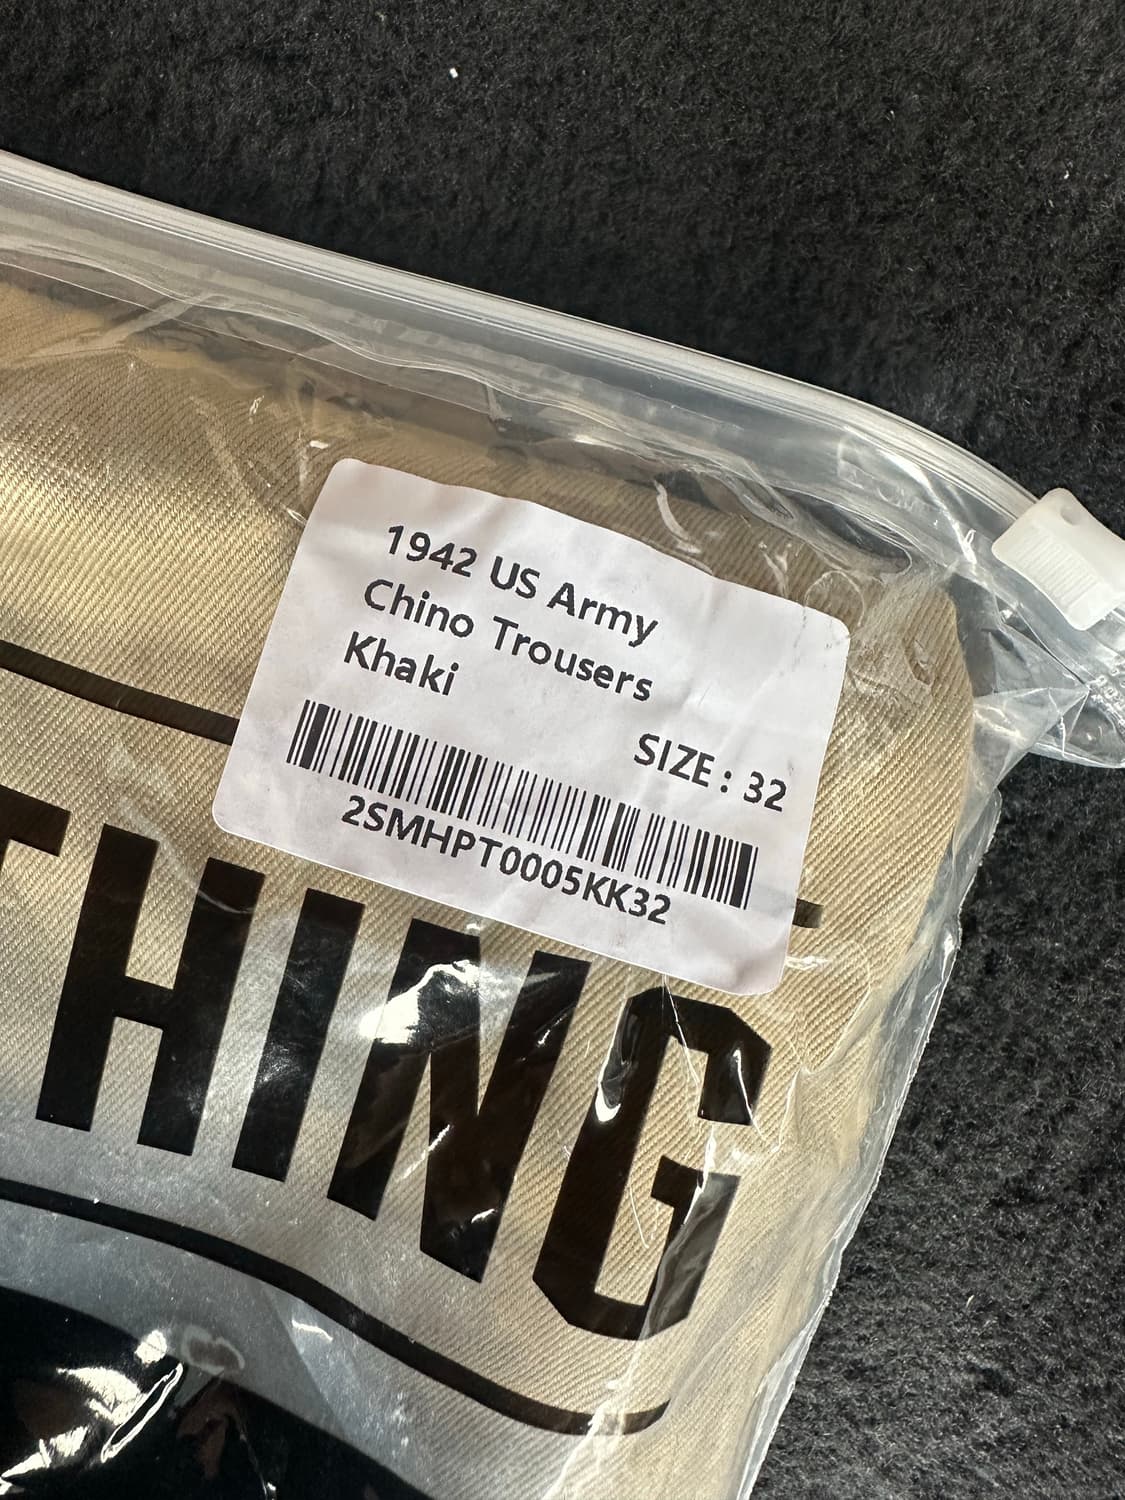 1942 US Army
Chino Trousers
Khaki
SIZE : 32
2SMHPT0005KK32
THING